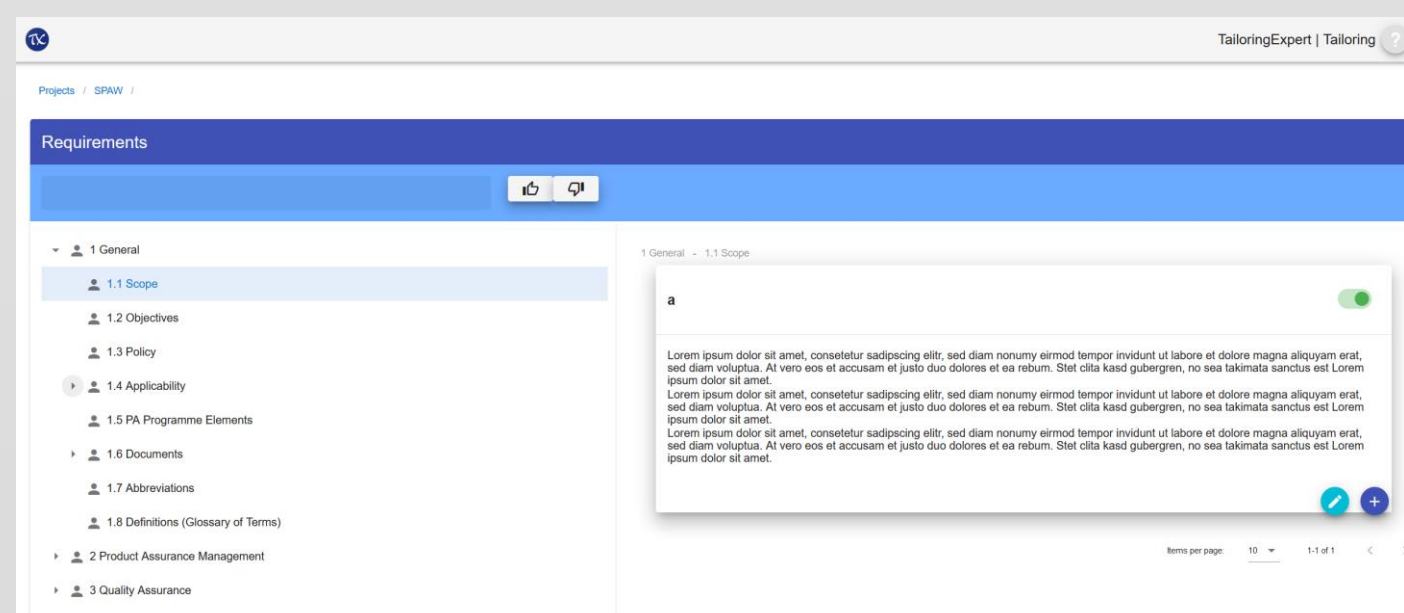 TX
TailoringExpert | Tailoring ?
Projects / SPAW /
Requirements
1 General
1.1 Scope
1.2 Objectives
1.3 Policy
1.4 Applicability
1.5 PA Programme Elements
1.6 Documents
1.7 Abbreviations
1.8 Definitions (Glossary of Terms)
2 Product Assurance Management
3 Quality Assurance
1 General - 1.1 Scope
a
Lorem ipsum dolor sit amet, consetetur sadipscing elitr, sed diam nonumy eirmod tempor invidunt ut labore et dolore magna aliquyam erat,
sed diam voluptua. At vero eos et accusam et justo duo dolores et ea rebum. Stet clita kasd gubergren, no sea takimata sanctus est Lorem
ipsum dolor sit amet.
Lorem ipsum dolor sit amet, consetetur sadipscing elitr, sed diam nonumy eirmod tempor invidunt ut labore et dolore magna aliquyam erat,
sed diam voluptua. At vero eos et accusam et justo duo dolores et ea rebum. Stet clita kasd gubergren, no sea takimata sanctus est Lorem
ipsum dolor sit amet.
Lorem ipsum dolor sit amet, consetetur sadipscing elitr, sed diam nonumy eirmod tempor invidunt ut labore et dolore magna aliquyam erat,
sed diam voluptua. At vero eos et accusam et justo duo dolores et ea rebum. Stet clita kasd gubergren, no sea takimata sanctus est Lorem
ipsum dolor sit amet.
Items per page: 10 1-1 of 1